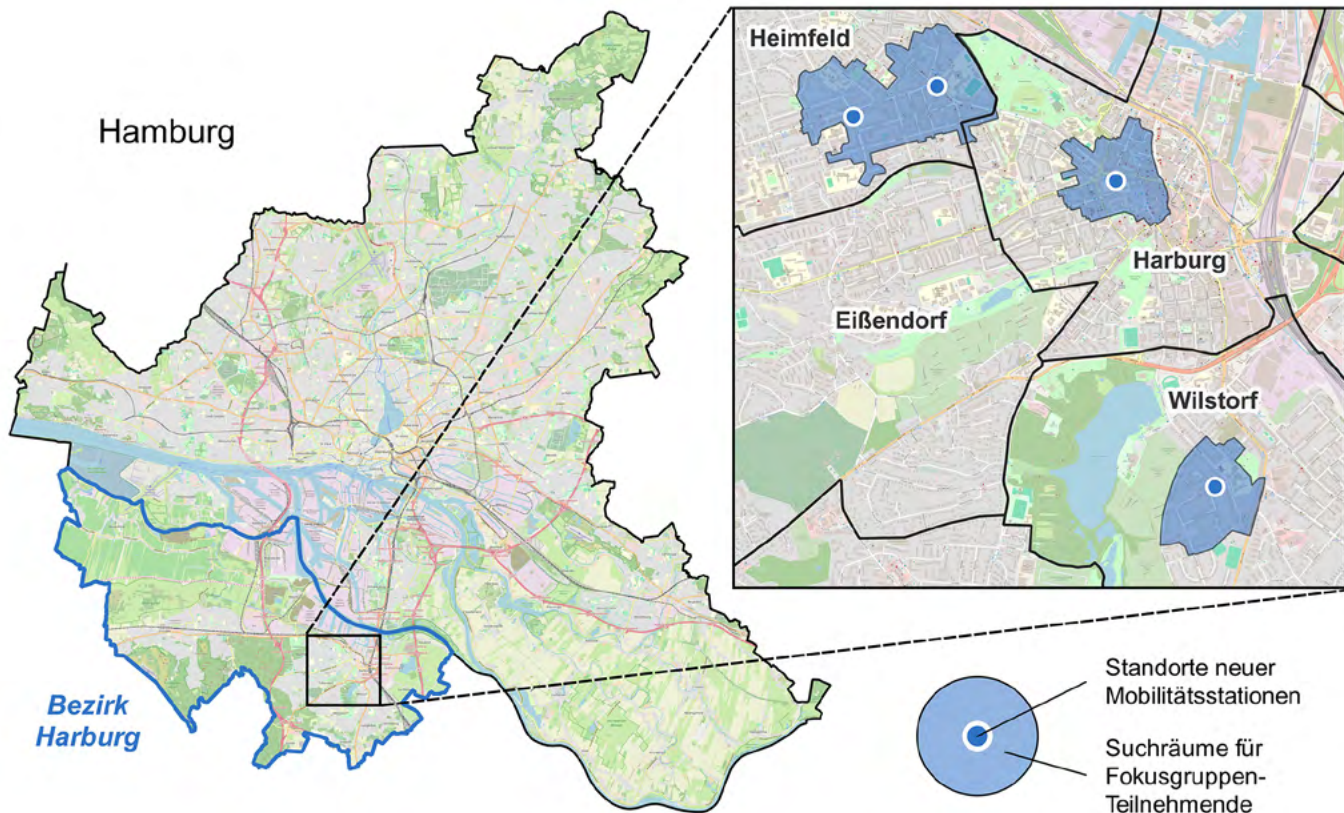 Hamburg
Bezirk
Harburg
Heimfeld
Harburg
Eißendorf
Wilstorf
Standorte neuer
Mobilitätsstationen
Suchräume für
Fokusgruppen-
Teilnehmende